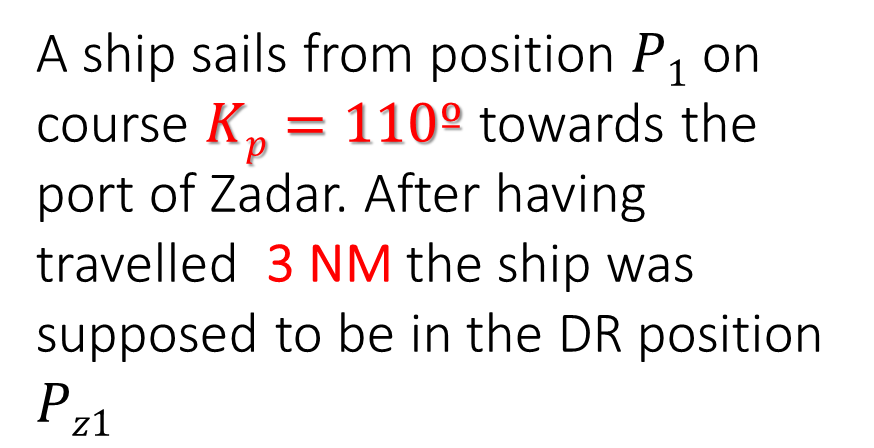 A ship sails from position P₁ on
course Kₚ = 110º towards the
port of Zadar. After having
travelled 3 NM the ship was
supposed to be in the DR position
P_z1